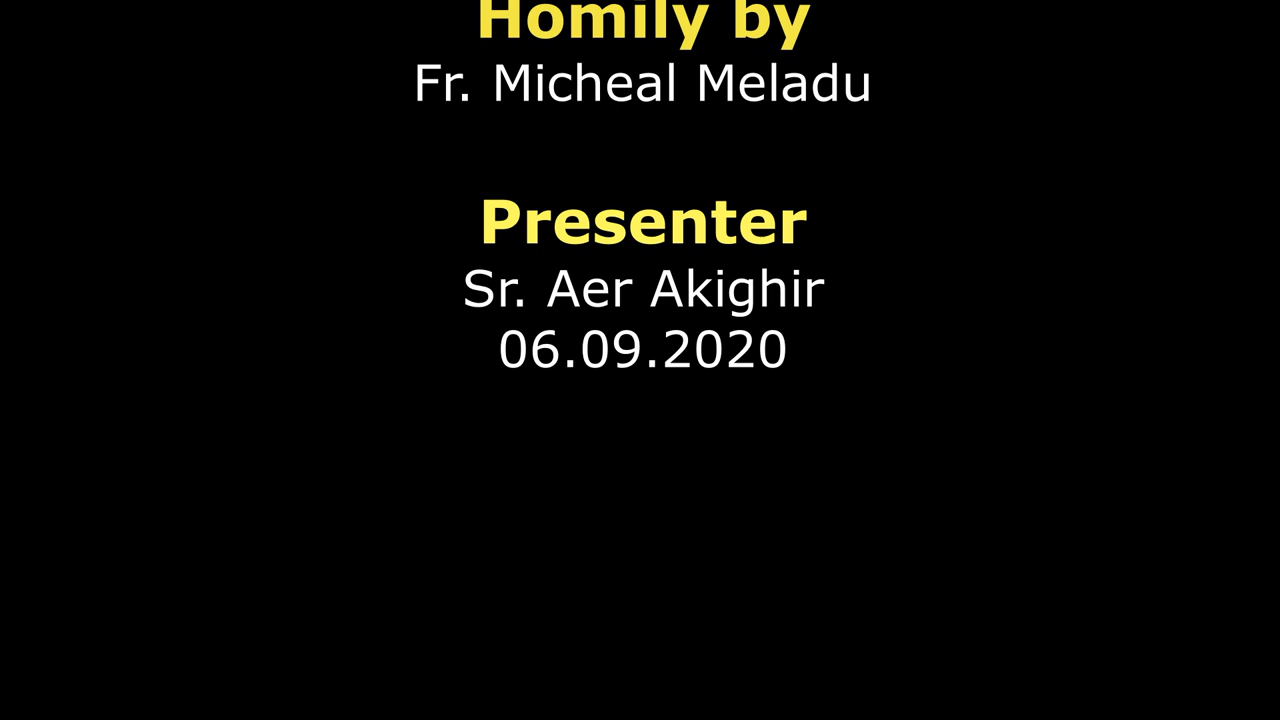 Homily by
Fr. Micheal Meladu
Presenter
Sr. Aer Akighir
06.09.2020